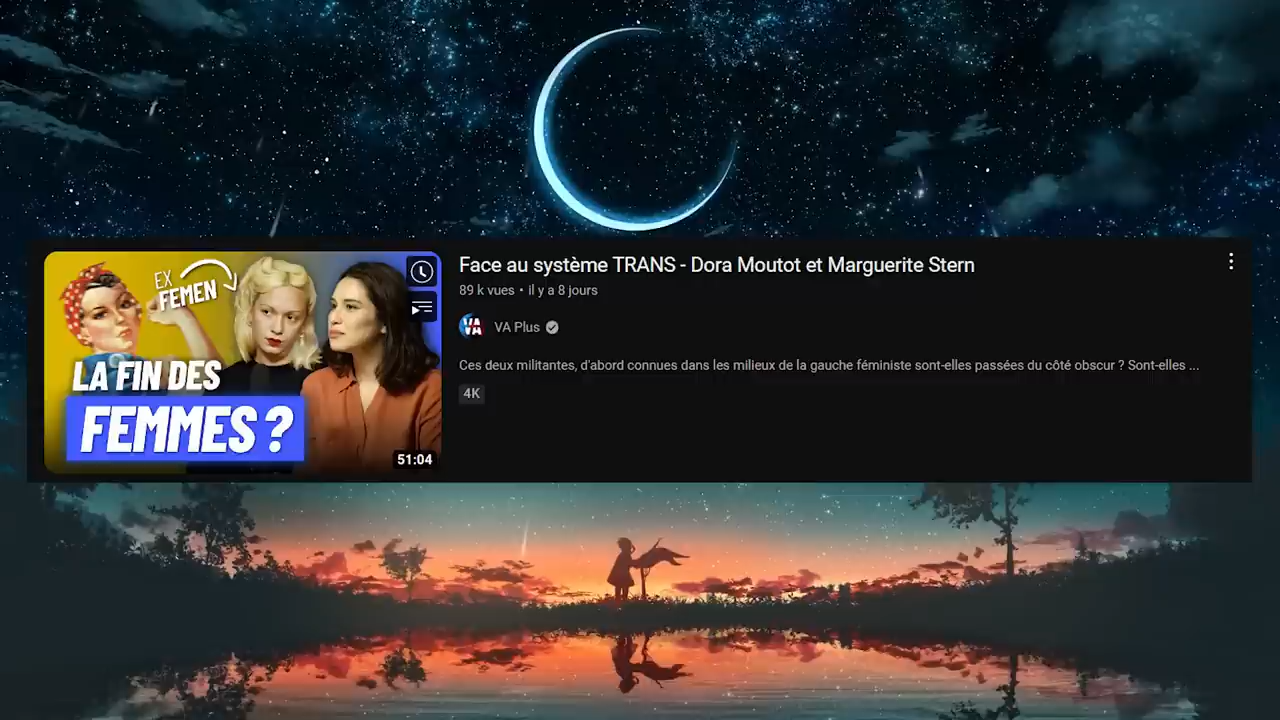 EX
FEMEN
LA FIN DES
FEMMES ?
51:04
Face au système TRANS - Dora Moutot et Marguerite Stern
89 k vues • il y a 8 jours
VA
VA Plus
Ces deux militantes, d'abord connues dans les milieux de la gauche féministe sont-elles passées du côté obscur ? Sont-elles ...
4K